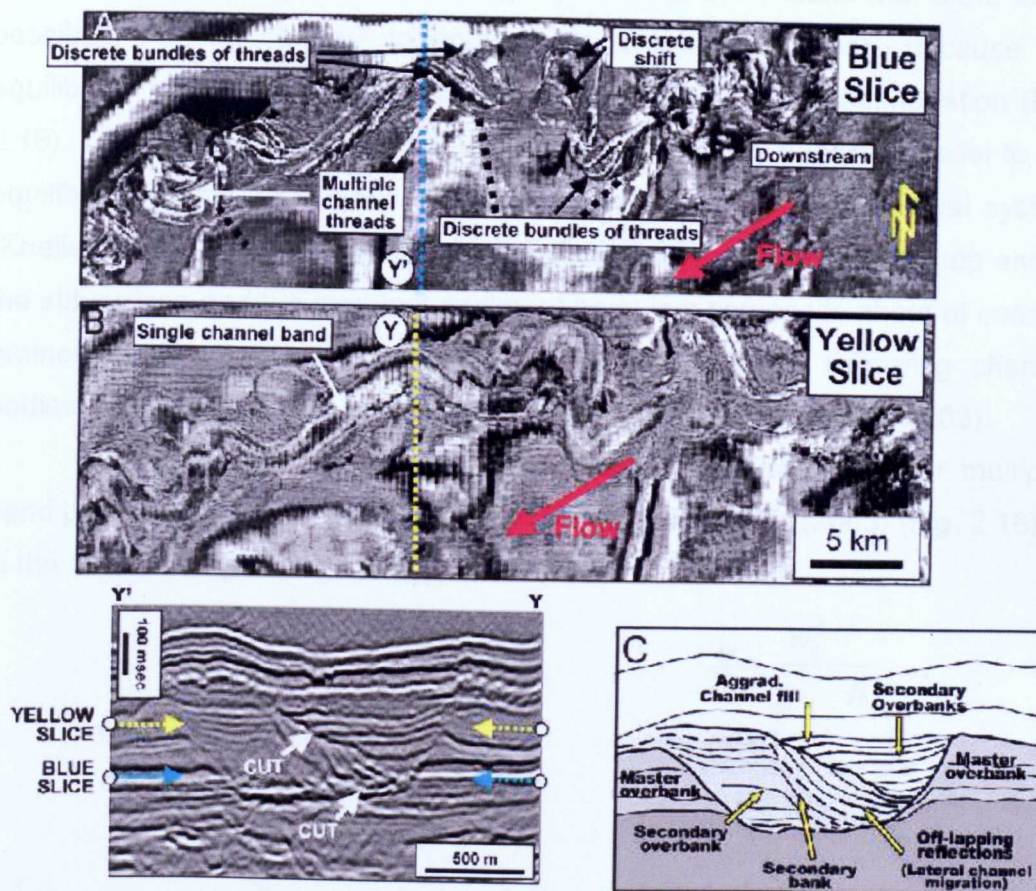 A
Discrete bundles of threads
Discrete
shift
Blue
Slice
Multiple
channel
threads
Downstream
Discrete bundles of threads
Flow
N
Y'
B
Single channel band
Y
Yellow
Slice
Flow
5 km
Y'
Y
100 msec
YELLOW
SLICE
CUT
BLUE
SLICE
CUT
500 m
C
Aggrad.
Channel fill
Secondary
Overbanks
Master
overbank
Master
overbank
Secondary
overbank
Secondary
bank
Off-lapping
reflections
(Lateral channel
migration)